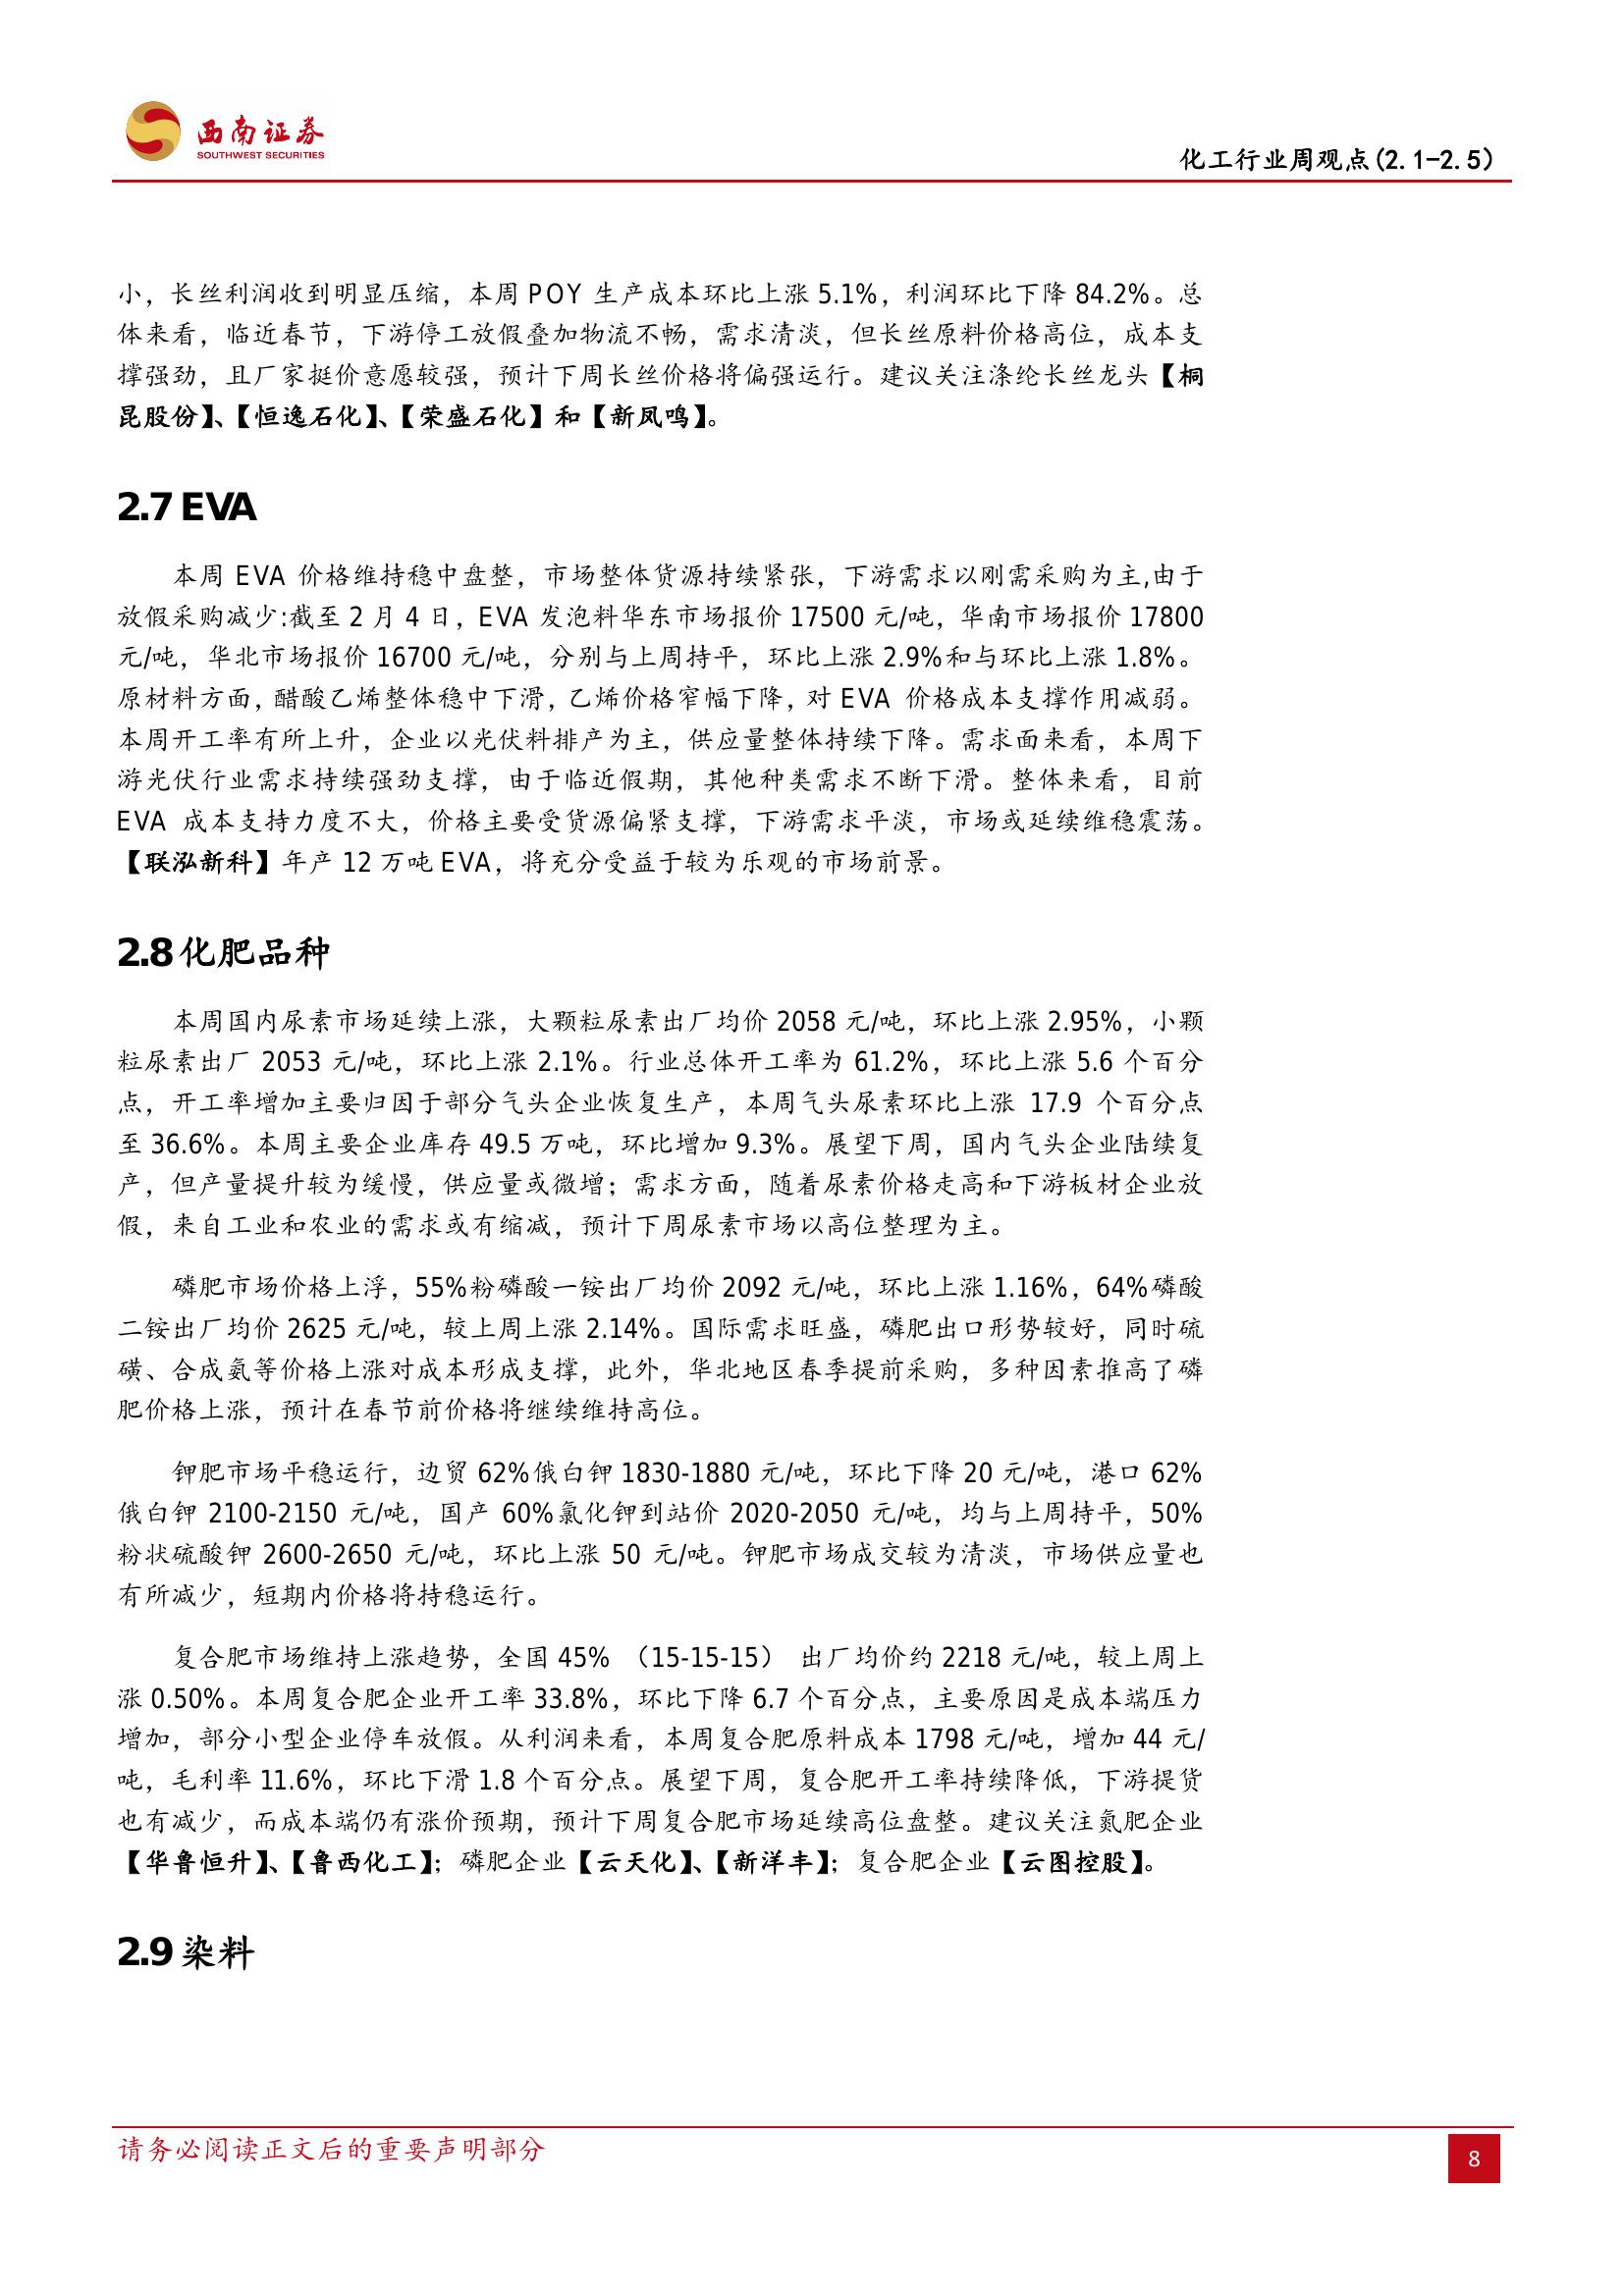 西南证券
SOUTHWEST SECURITIES
化工行业周观点(2.1-2.5)
小，长丝利润收到明显压缩，本周 POY 生产成本环比上涨 5.1%，利润环比下降 84.2%。总
体来看，临近春节，下游停工放假叠加物流不畅，需求清淡，但长丝原料价格高位，成本支
撑强劲，且厂家挺价意愿较强，预计下周长丝价格将偏强运行。建议关注涤纶长丝龙头【桐
昆股份】、【恒逸石化】、【荣盛石化】和【新凤鸣】。
2.7 EVA
本周 EVA 价格维持稳中盘整，市场整体货源持续紧张，下游需求以刚需采购为主,由于
放假采购减少:截至 2 月 4 日，EVA 发泡料华东市场报价 17500 元/吨，华南市场报价 17800
元/吨，华北市场报价 16700 元/吨，分别与上周持平，环比上涨 2.9%和与环比上涨 1.8%。
原材料方面，醋酸乙烯整体稳中下滑，乙烯价格窄幅下降，对 EVA 价格成本支撑作用减弱。
本周开工率有所上升，企业以光伏料排产为主，供应量整体持续下降。需求面来看，本周下
游光伏行业需求持续强劲支撑，由于临近假期，其他种类需求不断下滑。整体来看，目前
EVA 成本支持力度不大，价格主要受货源偏紧支撑，下游需求平淡，市场或延续维稳震荡。
【联泓新科】年产 12 万吨 EVA，将充分受益于较为乐观的市场前景。
2.8 化肥品种
本周国内尿素市场延续上涨，大颗粒尿素出厂均价 2058 元/吨，环比上涨 2.95%，小颗
粒尿素出厂 2053 元/吨，环比上涨 2.1%。行业总体开工率为 61.2%，环比上涨 5.6 个百分
点，开工率增加主要归因于部分气头企业恢复生产，本周气头尿素环比上涨 17.9 个百分点
至 36.6%。本周主要企业库存 49.5 万吨，环比增加 9.3%。展望下周，国内气头企业陆续复
产，但产量提升较为缓慢，供应量或微增；需求方面，随着尿素价格走高和下游板材企业放
假，来自工业和农业的需求或有缩减，预计下周尿素市场以高位整理为主。
磷肥市场价格上浮，55%粉磷酸一铵出厂均价 2092 元/吨，环比上涨 1.16%，64%磷酸
二铵出厂均价 2625 元/吨，较上周上涨 2.14%。国际需求旺盛，磷肥出口形势较好，同时硫
磺、合成氨等价格上涨对成本形成支撑，此外，华北地区春季提前采购，多种因素推高了磷
肥价格上涨，预计在春节前价格将继续维持高位。
钾肥市场平稳运行，边贸 62%俄白钾 1830-1880 元/吨，环比下降 20 元/吨，港口 62%
俄白钾 2100-2150 元/吨，国产 60%氯化钾到站价 2020-2050 元/吨，均与上周持平，50%
粉状硫酸钾 2600-2650 元/吨，环比上涨 50 元/吨。钾肥市场成交较为清淡，市场供应量也
有所减少，短期内价格将持稳运行。
复合肥市场维持上涨趋势，全国 45% （15-15-15） 出厂均价约 2218 元/吨，较上周上
涨 0.50%。本周复合肥企业开工率 33.8%，环比下降 6.7 个百分点，主要原因是成本端压力
增加，部分小型企业停车放假。从利润来看，本周复合肥原料成本 1798 元/吨，增加 44 元/
吨，毛利率 11.6%，环比下滑 1.8 个百分点。展望下周，复合肥开工率持续降低，下游提货
也有减少，而成本端仍有涨价预期，预计下周复合肥市场延续高位盘整。建议关注氮肥企业
【华鲁恒升】、【鲁西化工】；磷肥企业【云天化】、【新洋丰】；复合肥企业【云图控股】。
2.9 染料
请务必阅读正文后的重要声明部分
8